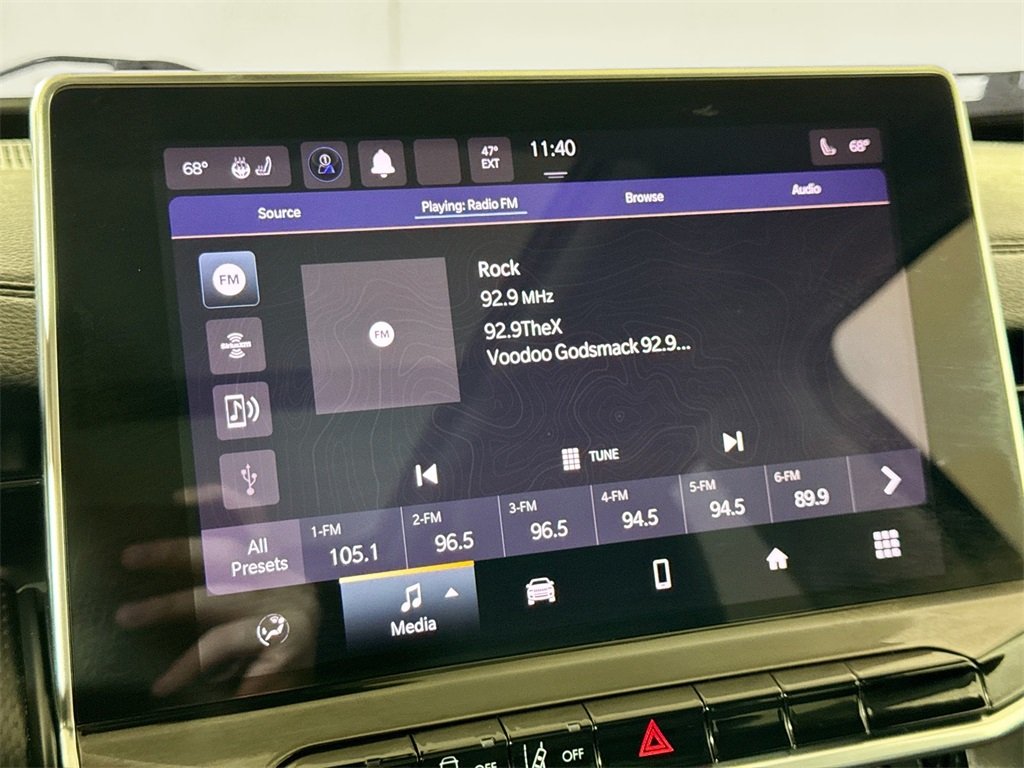 68°
47°
EXT
11:40
68°
Source
Playing: Radio FM
Browse
Audio
FM
SiriusXM
FM
Rock
92.9 MHz
92.9TheX
Voodoo Godsmack 92.9...
TUNE
All
Presets
1-FM
105.1
2-FM
96.5
3-FM
96.5
4-FM
94.5
5-FM
94.5
6-FM
89.9
Media
OFF
OFF